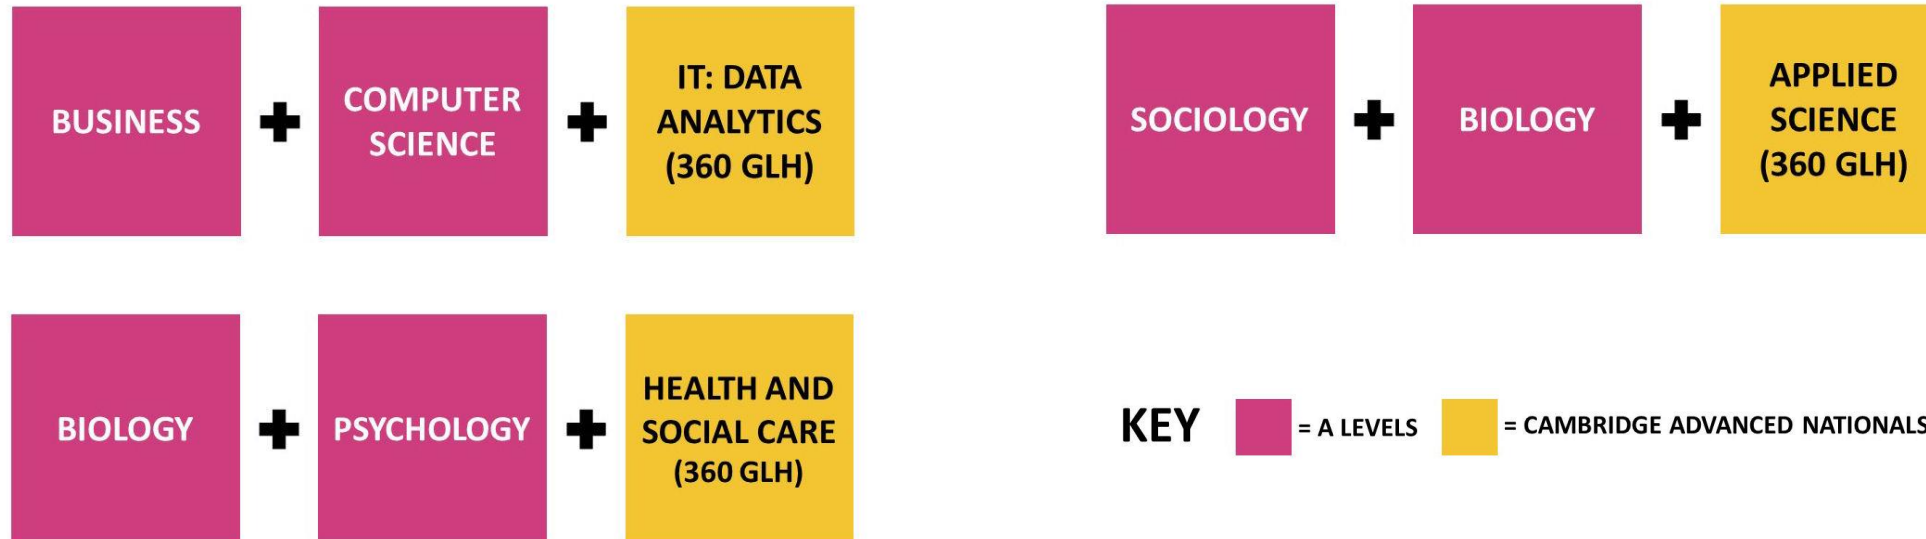 BUSINESS
COMPUTER
SCIENCE
IT: DATA
ANALYTICS
(360 GLH)
SOCIOLOGY
BIOLOGY
APPLIED
SCIENCE
(360 GLH)
BIOLOGY
PSYCHOLOGY
HEALTH AND
SOCIAL CARE
(360 GLH)
KEY
= A LEVELS
= CAMBRIDGE ADVANCED NATIONALS